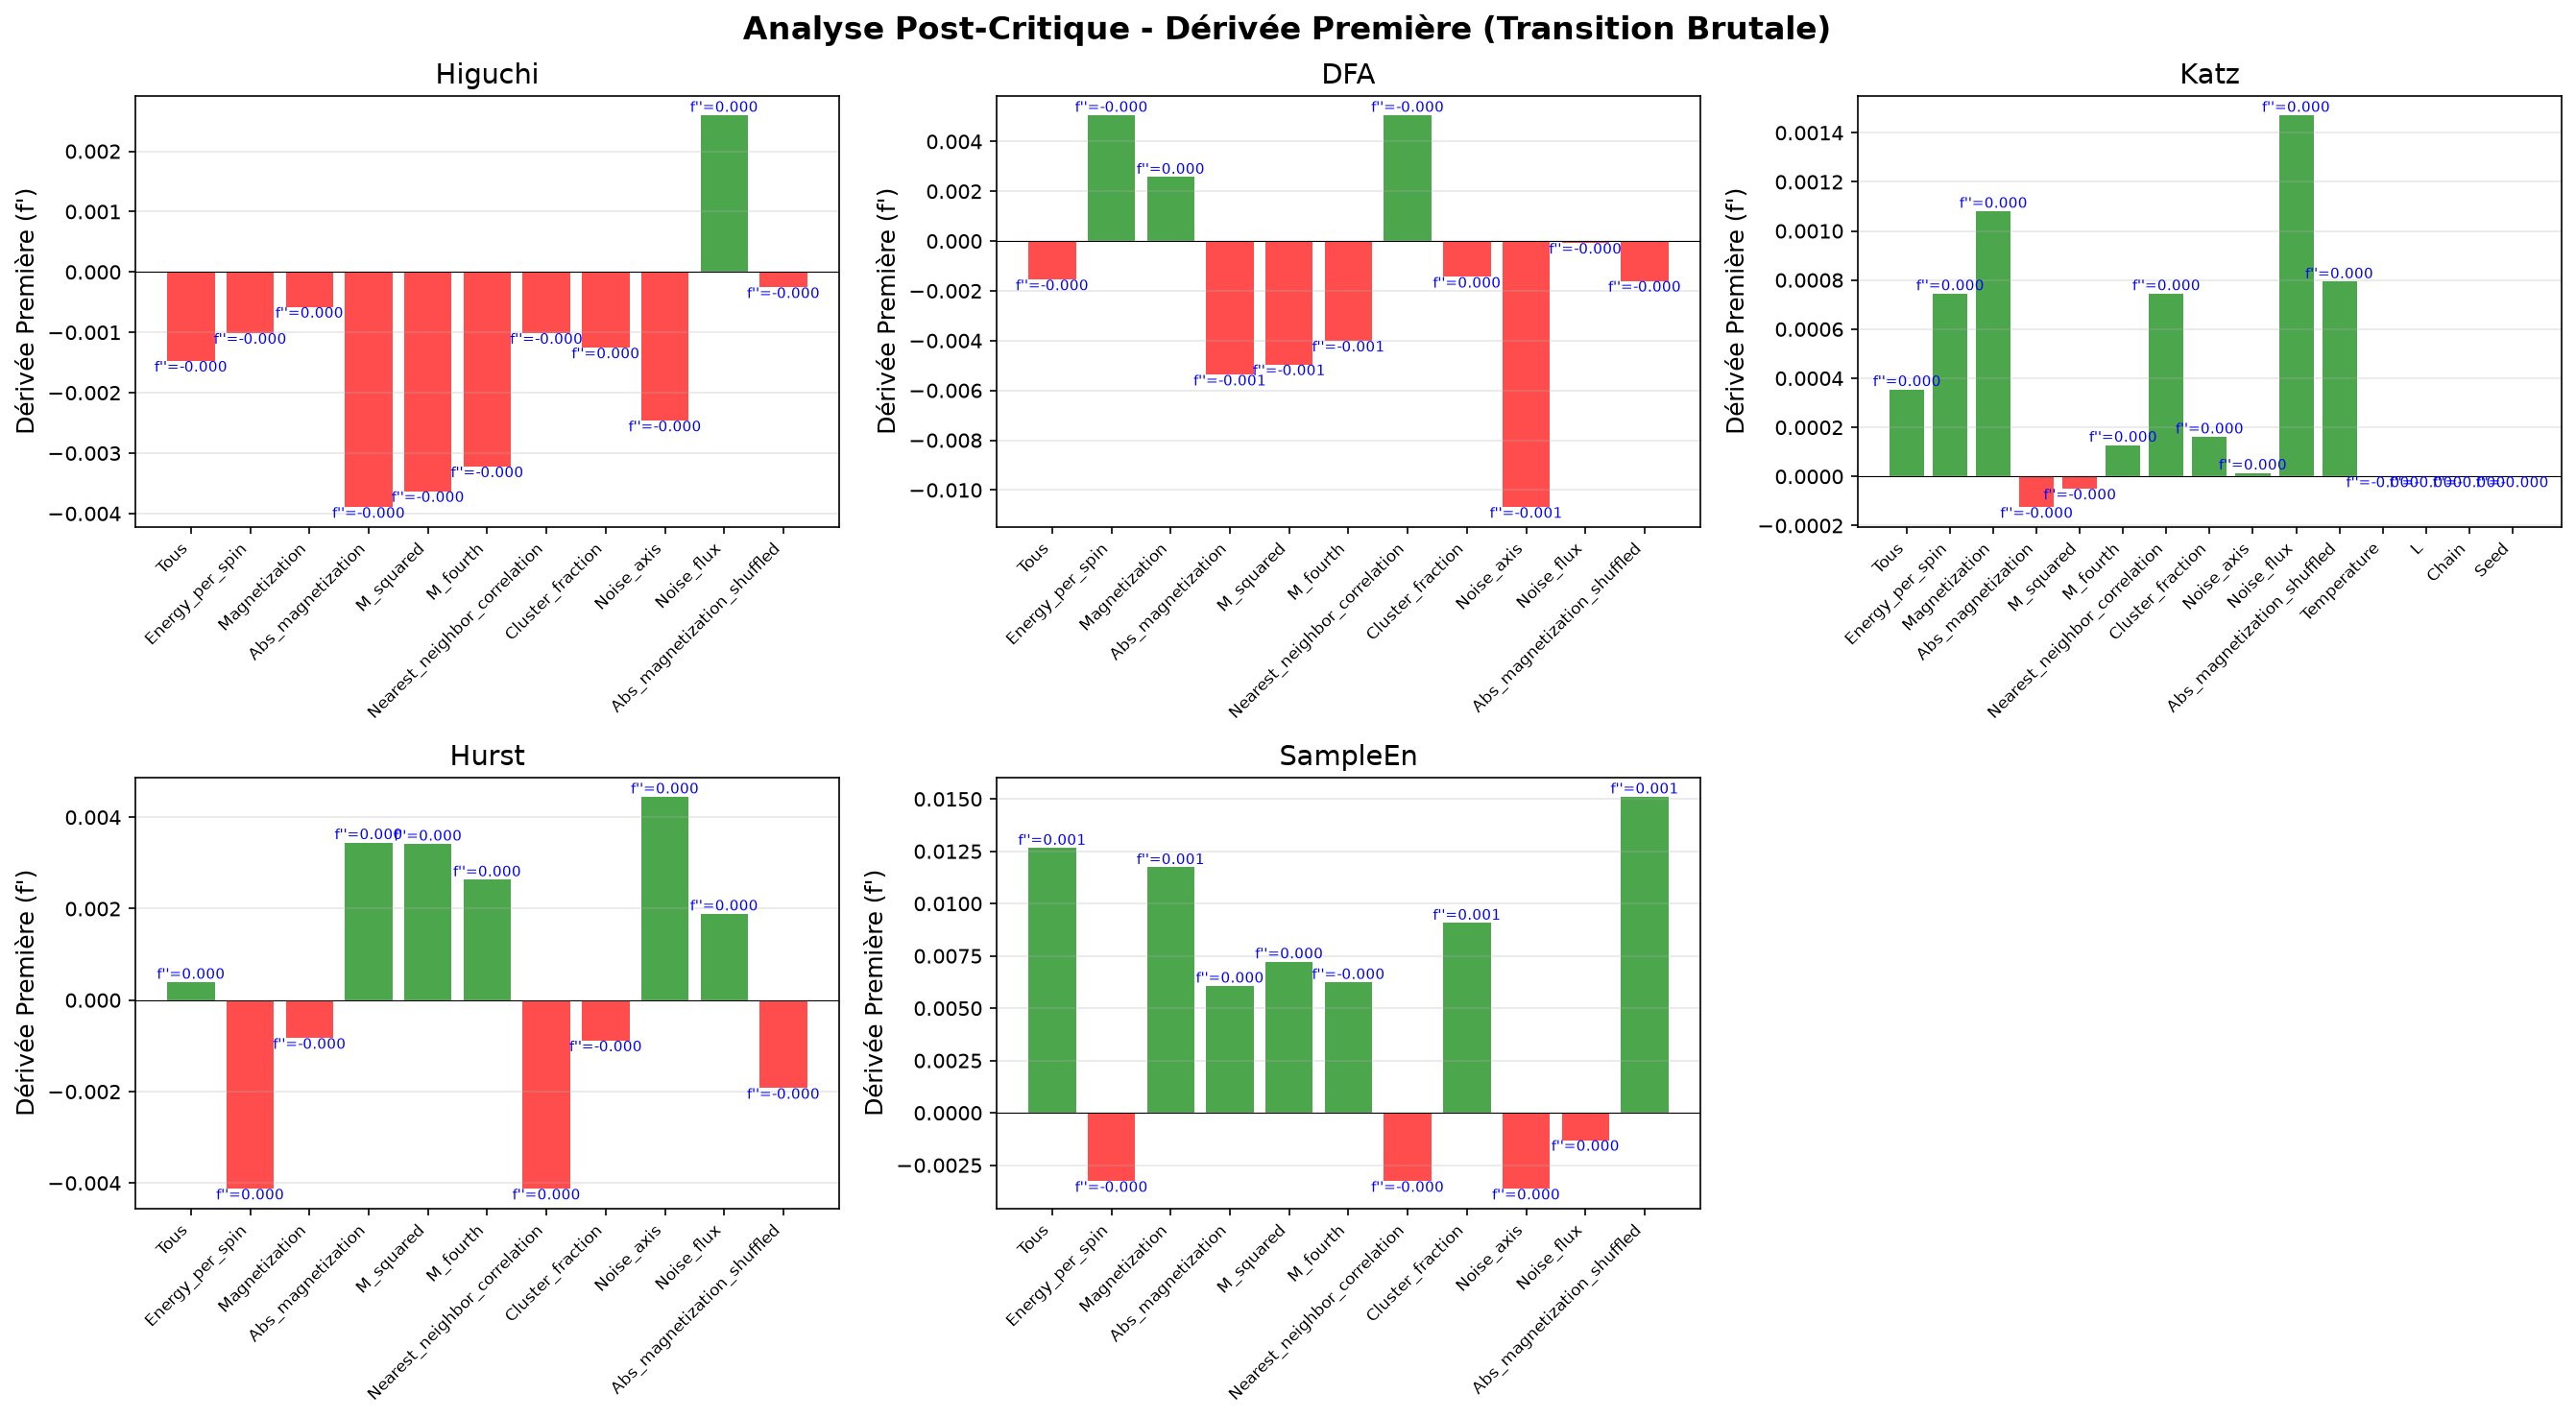 Analyse Post-Critique - Dérivée Première (Transition Brutale)
Higuchi
Dérivée Première (f')
0.002
0.001
0.000
−0.001
−0.002
−0.003
−0.004
f''=-0.000
f''=-0.000
f''=0.000
f''=-0.000
f''=-0.000
f''=-0.000
f''=-0.000
f''=0.000
f''=-0.000
f''=0.000
f''=-0.000
Tous
Energy_per_spin
Magnetization
Abs_magnetization
M_squared
M_fourth
Nearest_neighbor_correlation
Cluster_fraction
Noise_axis
Noise_flux
Abs_magnetization_shuffled
DFA
Dérivée Première (f')
0.004
0.002
0.000
−0.002
−0.004
−0.006
−0.008
−0.010
f''=-0.000
f''=-0.000
f''=0.000
f''=-0.001
f''=-0.001
f''=-0.001
f''=-0.000
f''=0.000
f''=-0.001
f''=-0.000
f''=-0.000
Tous
Energy_per_spin
Magnetization
Abs_magnetization
M_squared
M_fourth
Nearest_neighbor_correlation
Cluster_fraction
Noise_axis
Noise_flux
Abs_magnetization_shuffled
Katz
Dérivée Première (f')
0.0014
0.0012
0.0010
0.0008
0.0006
0.0004
0.0002
0.0000
−0.0002
f''=0.000
f''=0.000
f''=0.000
f''=-0.000
f''=-0.000
f''=0.000
f''=0.000
f''=0.000
f''=0.000
f''=0.000
f''=0.000
Tous
Energy_per_spin
Magnetization
Abs_magnetization
M_squared
M_fourth
Nearest_neighbor_correlation
Cluster_fraction
Noise_axis
Noise_flux
Abs_magnetization_shuffled
Temperature
L
Chain
Seed
Hurst
Dérivée Première (f')
0.004
0.002
0.000
−0.002
−0.004
f''=0.000
f''=0.000
f''=-0.000
f''=0.000
f''=0.000
f''=0.000
f''=0.000
f''=-0.000
f''=0.000
f''=0.000
f''=-0.000
Tous
Energy_per_spin
Magnetization
Abs_magnetization
M_squared
M_fourth
Nearest_neighbor_correlation
Cluster_fraction
Noise_axis
Noise_flux
Abs_magnetization_shuffled
SampleEn
Dérivée Première (f')
0.0150
0.0125
0.0100
0.0075
0.0050
0.0025
0.0000
−0.0025
f''=0.001
f''=-0.000
f''=0.001
f''=0.000
f''=0.000
f''=-0.000
f''=-0.000
f''=0.001
f''=0.000
f''=0.000
f''=0.001
Tous
Energy_per_spin
Magnetization
Abs_magnetization
M_squared
M_fourth
Nearest_neighbor_correlation
Cluster_fraction
Noise_axis
Noise_flux
Abs_magnetization_shuffled